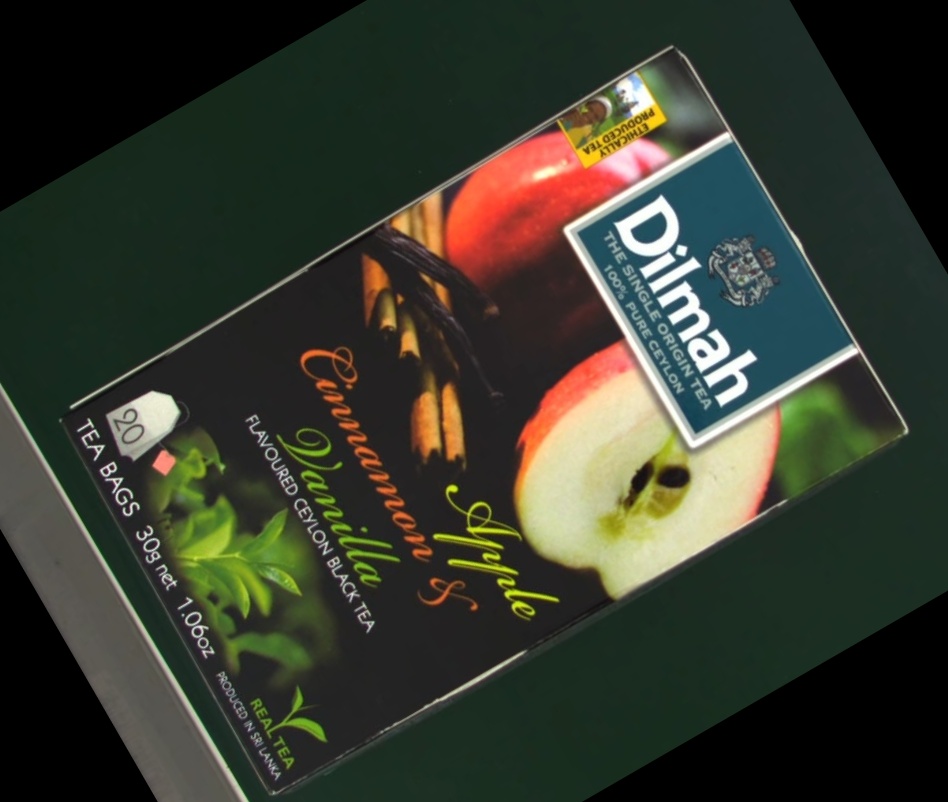 ETHICALLY
PRODUCED TEA
Dilmah
THE SINGLE ORIGIN TEA
100% PURE CEYLON
Apple
Cinnamon &
Vanilla
FLAVOURED CEYLON BLACK TEA
20
TEA BAGS 30g net 1.06oz
REAL TEA
PRODUCED IN SRI LANKA